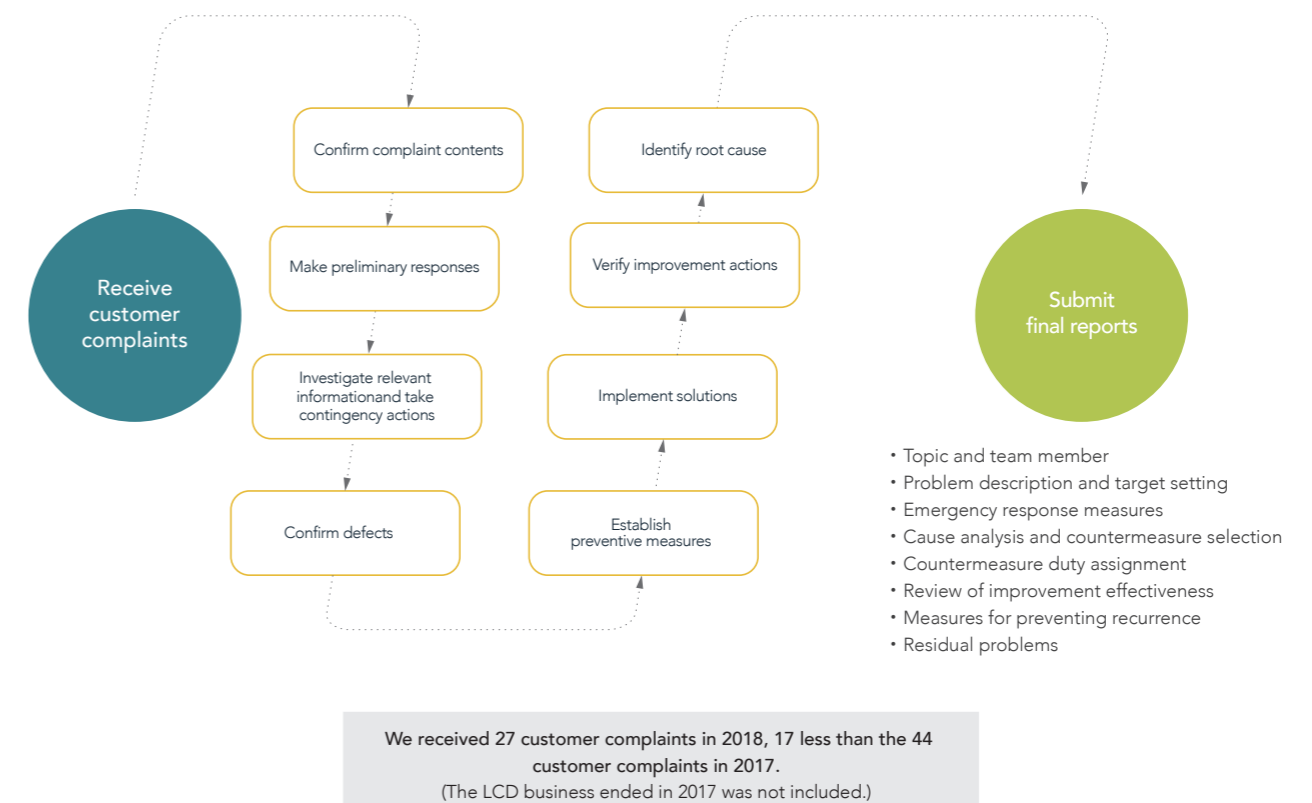 Receive
customer
complaints
Confirm complaint contents
Make preliminary responses
Investigate relevant
informationand take
contingency actions
Confirm defects
Establish
preventive measures
Implement solutions
Verify improvement actions
Identify root cause
Submit
final reports
・Topic and team member
・Problem description and target setting
・Emergency response measures
・Cause analysis and countermeasure selection
・Countermeasure duty assignment
・Review of improvement effectiveness
・Measures for preventing recurrence
・Residual problems
We received 27 customer complaints in 2018, 17 less than the 44
customer complaints in 2017.
(The LCD business ended in 2017 was not included.)